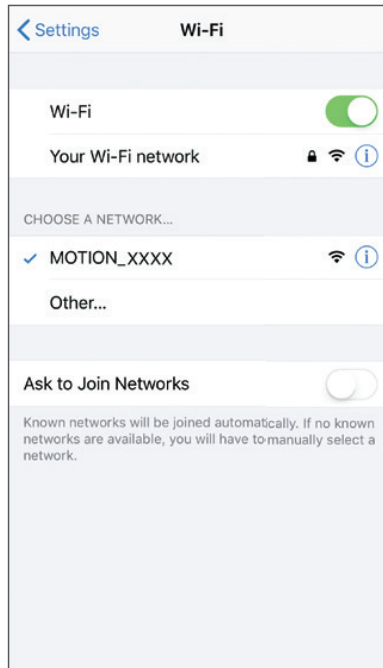 Settings Wi-Fi
Wi-Fi
Your Wi-Fi network
CHOOSE A NETWORK...
MOTION_XXXX
Other...
Ask to Join Networks
Known networks will be joined automatically. If no known
networks are available, you will have to manually select a
network.